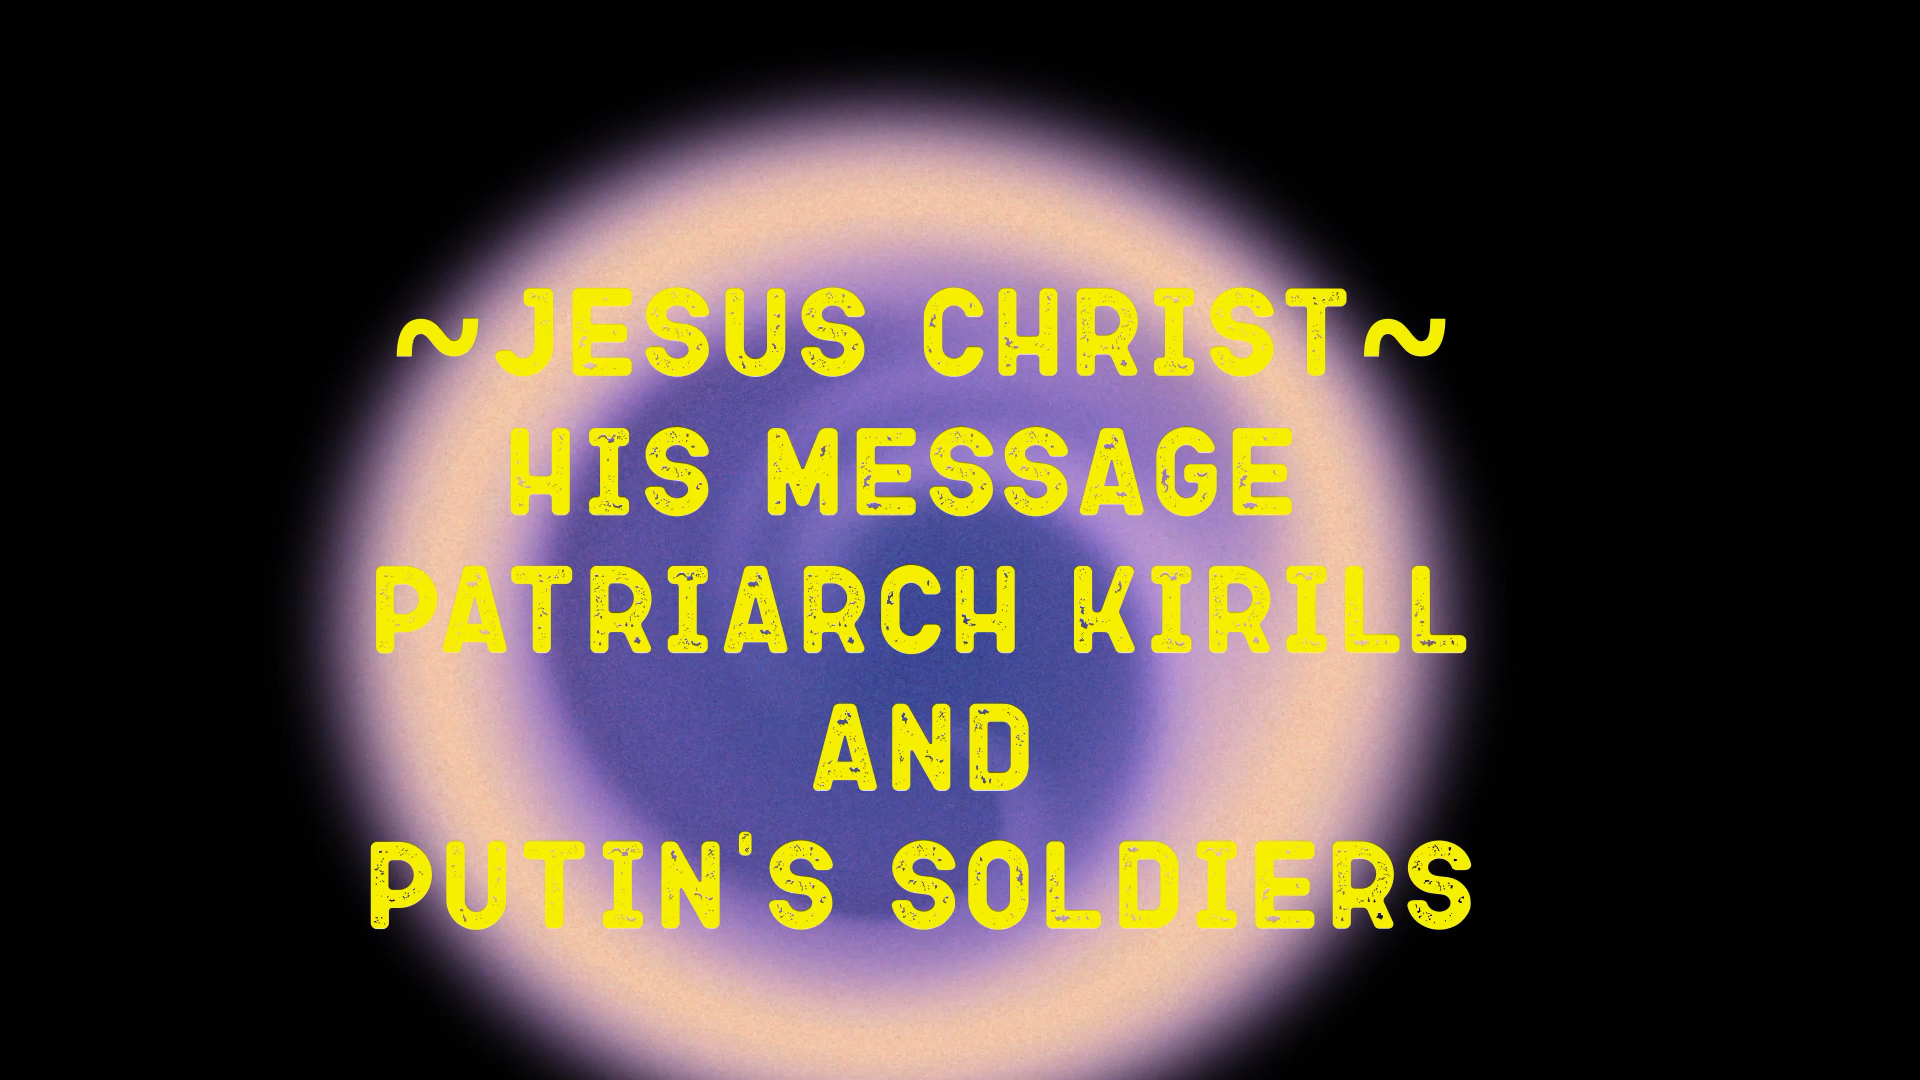 ~JESUS CHRIST~
HIS MESSAGE
PATRIARCH KIRILL
AND
PUTIN'S SOLDIERS